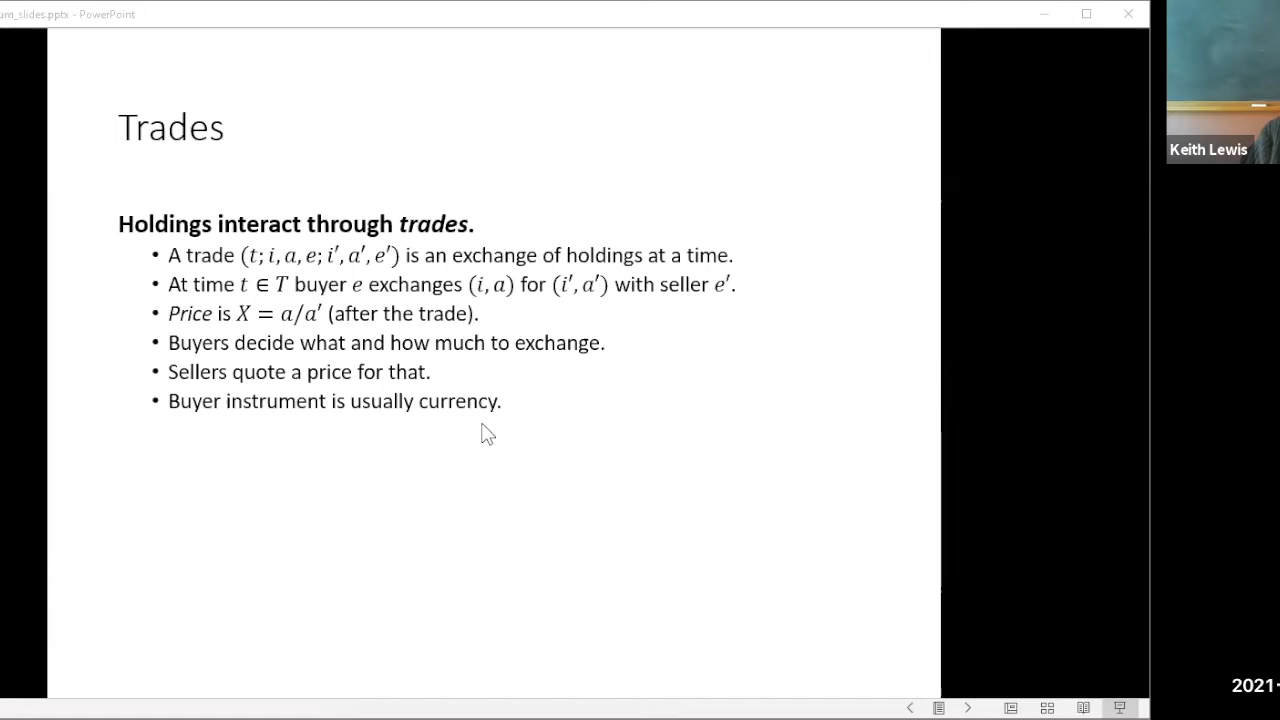 um_slides.pptx - PowerPoint
Trades
Holdings interact through trades.
• A trade (t; i, a, e; i′, a′, e′) is an exchange of holdings at a time.
• At time t ∈ T buyer e exchanges (i, a) for (i′, a′) with seller e′.
• Price is X = a/a′ (after the trade).
• Buyers decide what and how much to exchange.
• Sellers quote a price for that.
• Buyer instrument is usually currency.
Keith Lewis
2021-